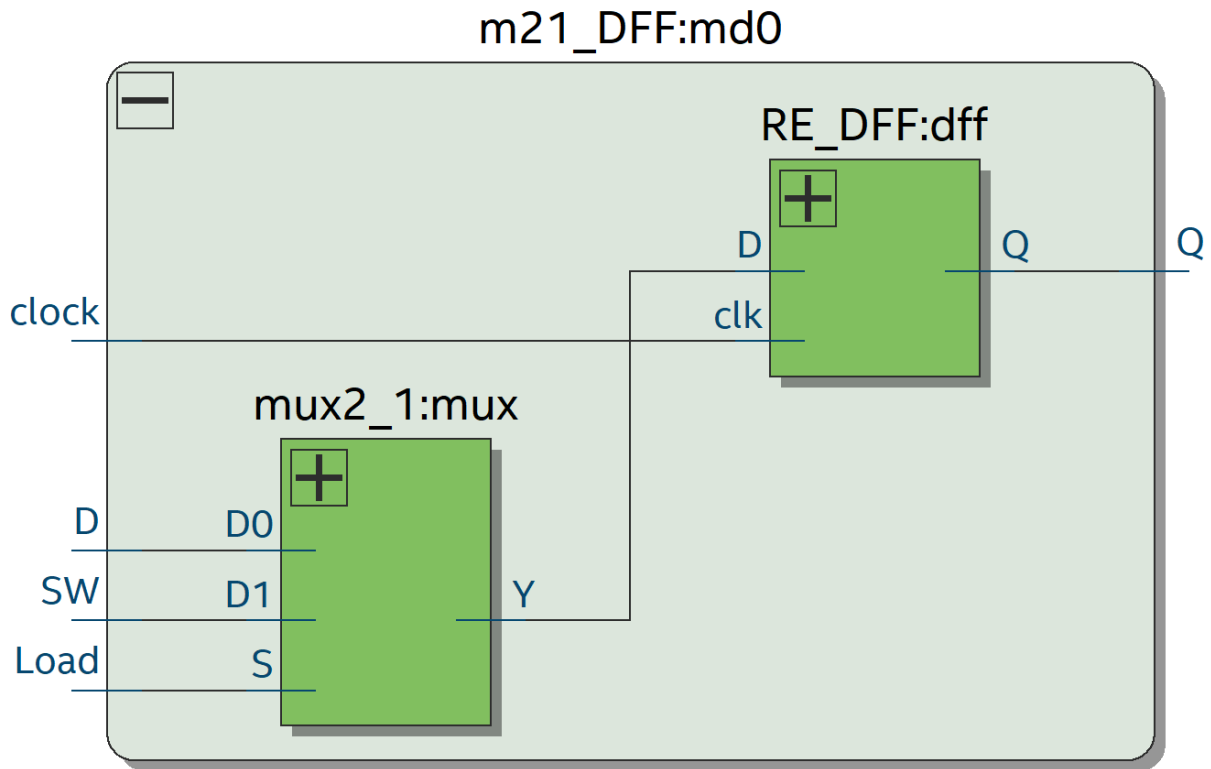 m21_DFF:md0
RE_DFF:dff
D
Q
Q
clock
clk
mux2_1:mux
D
D0
SW
D1
Y
Load
S